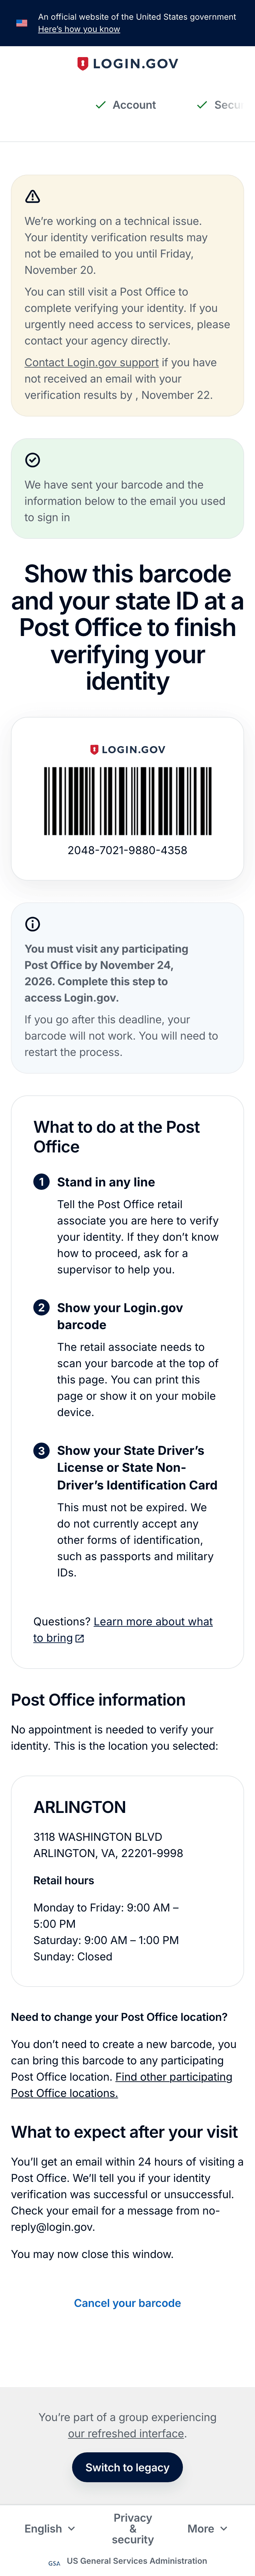 An official website of the United States government
Here's how you know
LOGIN.GOV
Account
Secu
We're working on a technical issue.
Your identity verification results may
not be emailed to you until Friday,
November 20.
You can still visit a Post Office to
complete verifying your identity. If you
urgently need access to services, please
contact your agency directly.
Contact Login.gov support if you have
not received an email with your
verification results by , November 22.
We have sent your barcode and the
information below to the email you used
to sign in
Show this barcode
and your state ID at a
Post Office to finish
verifying your
identity
LOGIN.GOV
2048-7021-9880-4358
You must visit any participating
Post Office by November 24,
2026. Complete this step to
access Login.gov.
If you go after this deadline, your
barcode will not work. You will need to
restart the process.
What to do at the Post
Office
1 Stand in any line
Tell the Post Office retail
associate you are here to verify
your identity. If they don't know
how to proceed, ask for a
supervisor to help you.
2 Show your Login.gov
barcode
The retail associate needs to
scan your barcode at the top of
this page. You can print this
page or show it on your mobile
device.
3 Show your State Driver's
License or State Non-
Driver's Identification Card
This must not be expired. We
do not currently accept any
other forms of identification,
such as passports and military
IDs.
Questions? Learn more about what
to bring
Post Office information
No appointment is needed to verify your
identity. This is the location you selected:
ARLINGTON
3118 WASHINGTON BLVD
ARLINGTON, VA, 22201-9998
Retail hours
Monday to Friday: 9:00 AM –
5:00 PM
Saturday: 9:00 AM – 1:00 PM
Sunday: Closed
Need to change your Post Office location?
You don't need to create a new barcode, you
can bring this barcode to any participating
Post Office location. Find other participating
Post Office locations.
What to expect after your visit
You'll get an email within 24 hours of visiting a
Post Office. We'll tell you if your identity
verification was successful or unsuccessful.
Check your email for a message from no-
reply@login.gov.
You may now close this window.
Cancel your barcode
You're part of a group experiencing
our refreshed interface.
Switch to legacy
English
Privacy
&
security
More
GSA US General Services Administration